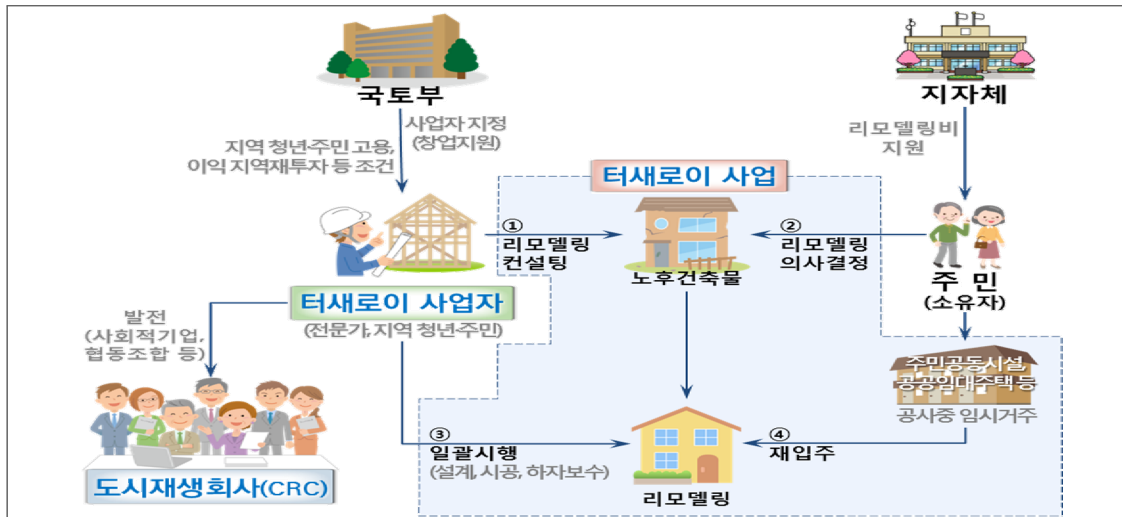 국토부
지자체
사업자 지정
(창업지원)
지역 청년·주민 고용,
이익 지역재투자 등 조건
리모델링비
지원
터새로이 사업
①
리모델링
컨설팅
②
리모델링
의사결정
노후건축물
주 민
(소유자)
터새로이 사업자
(전문가, 지역 청년·주민)
발전
(사회적기업,
협동조합 등)
주민공동시설,
공공임대주택 등
공사중 임시거주
③
일괄시행
(설계, 시공, 하자보수)
④
재입주
리모델링
도시재생회사(CRC)